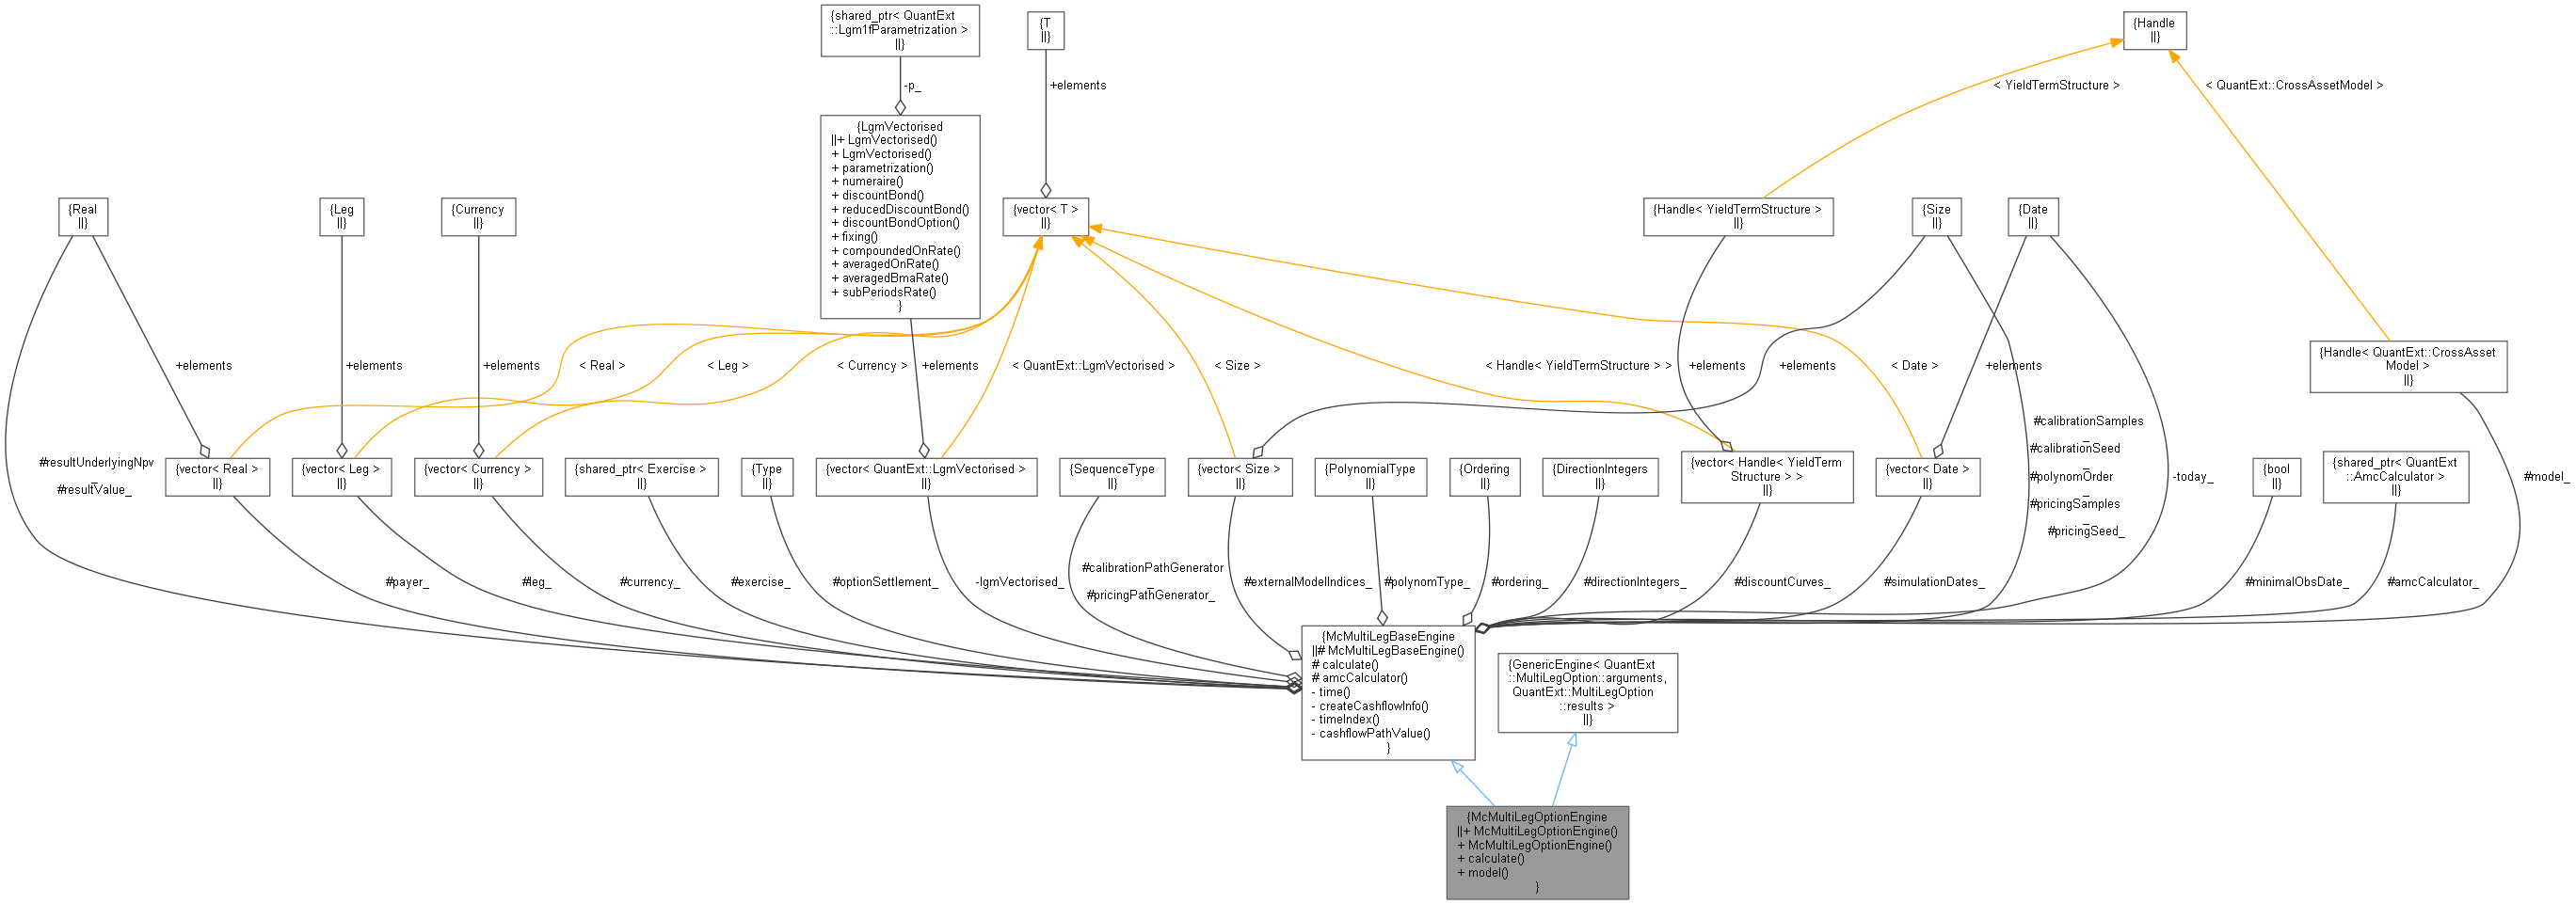 {shared_ptr< QuantExt
::Lgm1fParametrization >
||}
{T
||}
{Handle
||}
-p_
+elements
< YieldTermStructure >
< QuantExt::CrossAssetModel >
{LgmVectorised
||+ LgmVectorised()
+ LgmVectorised()
+ parametrization()
+ numeraire()
+ discountBond()
+ reducedDiscountBond()
+ discountBondOption()
+ fixing()
+ compoundedOnRate()
+ averagedOnRate()
+ averagedBmaRate()
+ subPeriodsRate()
}
{Real
||}
{Leg
||}
{Currency
||}
{vector< T >
||}
{Handle< YieldTermStructure >
||}
{Size
||}
{Date
||}
+elements
< Real >
+elements
< Leg >
+elements
< Currency >
+elements
< QuantExt::LgmVectorised >
< Size >
< Handle< YieldTermStructure > >
+elements
+elements
< Date >
+elements
{Handle< QuantExt::CrossAsset
Model >
||}
#resultUnderlyingNpv
_
#resultValue_
{vector< Real >
||}
{vector< Leg >
||}
{vector< Currency >
||}
{shared_ptr< Exercise >
||}
{Type
||}
{vector< QuantExt::LgmVectorised >
||}
{SequenceType
||}
{vector< Size >
||}
{PolynomialType
||}
{Ordering
||}
{DirectionIntegers
||}
{vector< Handle< YieldTerm
Structure > >
||}
{vector< Date >
||}
#calibrationSamples
_
#calibrationSeed
_
#polynomOrder
_
#pricingSamples
_
#pricingSeed_
-today_
{bool
||}
{shared_ptr< QuantExt
::AmcCalculator >
||}
#model_
#payer_
#leg_
#currency_
#exercise_
#optionSettlement_
-lgmVectorised_
#calibrationPathGenerator
_
#pricingPathGenerator_
#externalModelIndices_
#polynomType_
#ordering_
#directionIntegers_
#discountCurves_
#simulationDates_
#minimalObsDate_
#amcCalculator_
{McMultiLegBaseEngine
||# McMultiLegBaseEngine()
# calculate()
# amcCalculator()
- time()
- createCashflowInfo()
- timeIndex()
- cashflowPathValue()
}
{GenericEngine< QuantExt
::MultiLegOption::arguments,
QuantExt::MultiLegOption
::results >
||}
{McMultiLegOptionEngine
||+ McMultiLegOptionEngine()
+ McMultiLegOptionEngine()
+ calculate()
+ model()
}